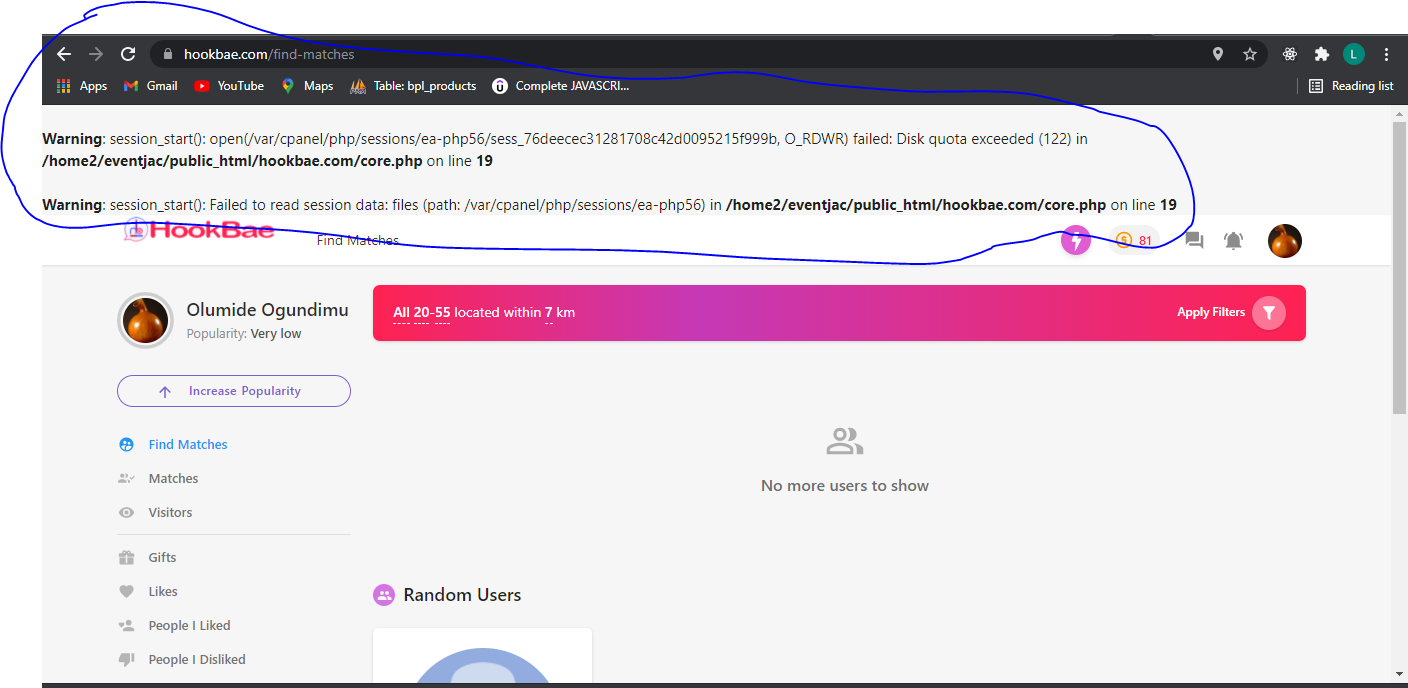 hookbae.com/find-matches
L
Apps Gmail YouTube Maps Table: bpl_products Complete JAVASCRI... Reading list
Warning: session_start(): open(/var/cpanel/php/sessions/ea-php56/sess_76deecec31281708c42d0095215f999b, O_RDWR) failed: Disk quota exceeded (122) in
/home2/eventjac/public_html/hookbae.com/core.php on line 19
Warning: session_start(): Failed to read session data: files (path: /var/cpanel/php/sessions/ea-php56) in /home2/eventjac/public_html/hookbae.com/core.php on line 19
HookBae
Find Matches
81
Olumide Ogundimu
Popularity: Very low
All 20-55 located within 7 km
Apply Filters
Increase Popularity
Find Matches
Matches
Visitors
Gifts
Likes
People I Liked
People I Disliked
No more users to show
Random Users